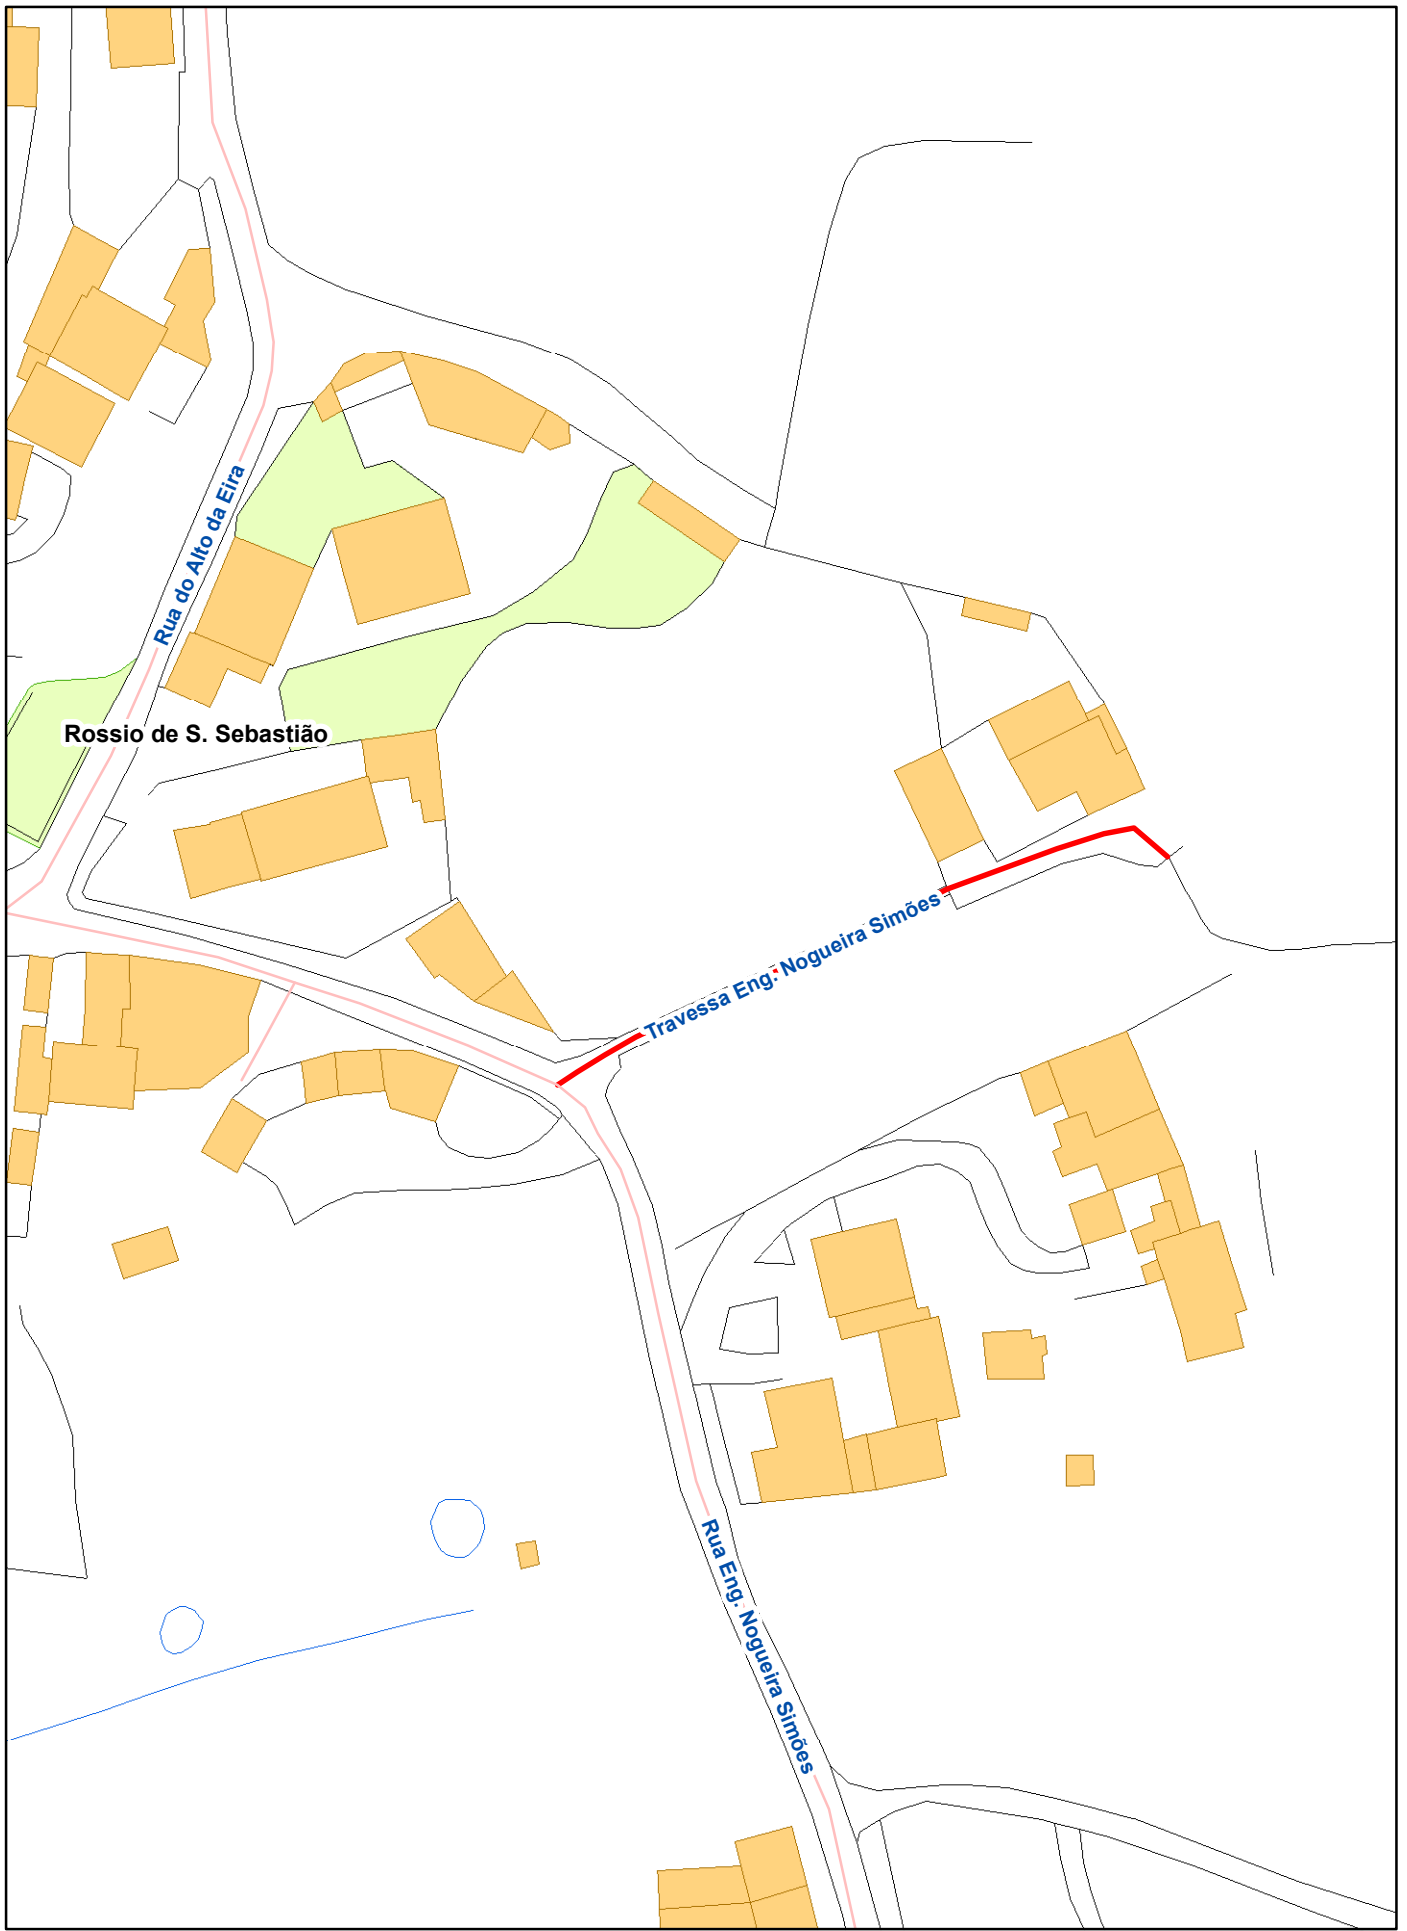 Rua do Alto da Eira
Rossio de S. Sebastião
Travessa Eng. Nogueira Simões
Rua Eng. Nogueira Simões